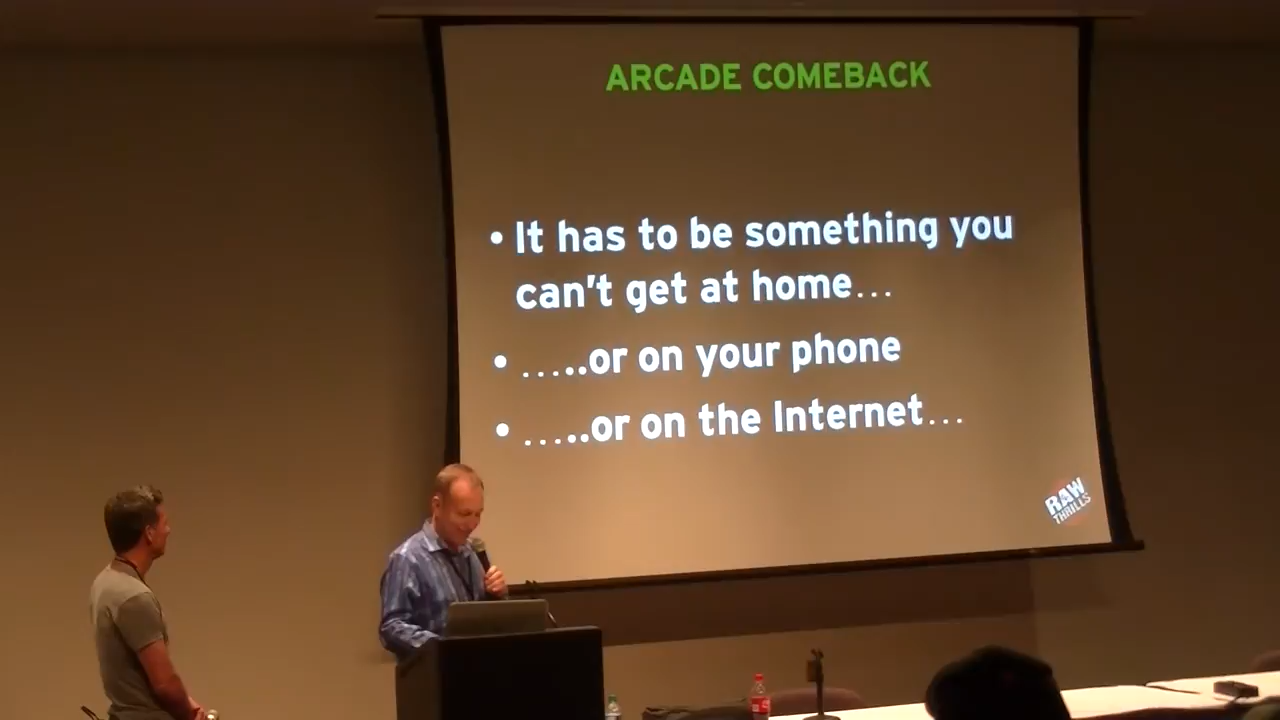 ARCADE COMEBACK
• It has to be something you
can't get at home...
• .....or on your phone
• .....or on the Internet...
RAW
THRILLS